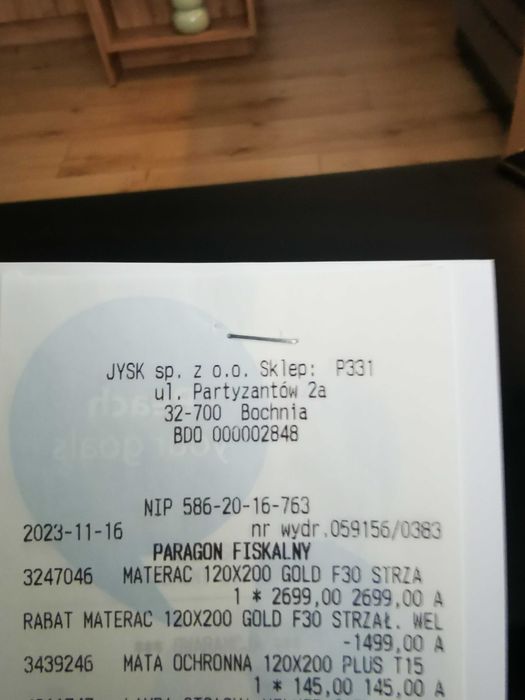 JYSK sp. z o.o. Sklep: P331
ul. Partyzantów 2a
32-700 Bochnia
BDO 000002848
NIP 586-20-16-763
2023-11-16 nr wydr.059156/0383
PARAGON FISKALNY
3247046 MATERAC 120X200 GOLD F30 STRZA
1 * 2699,00 2699,00 A
RABAT MATERAC 120X200 GOLD F30 STRZAŁ. WEL
-1499,00 A
3439246 MATA OCHRONNA 120X200 PLUS T15
1 * 145,00 145,00 A